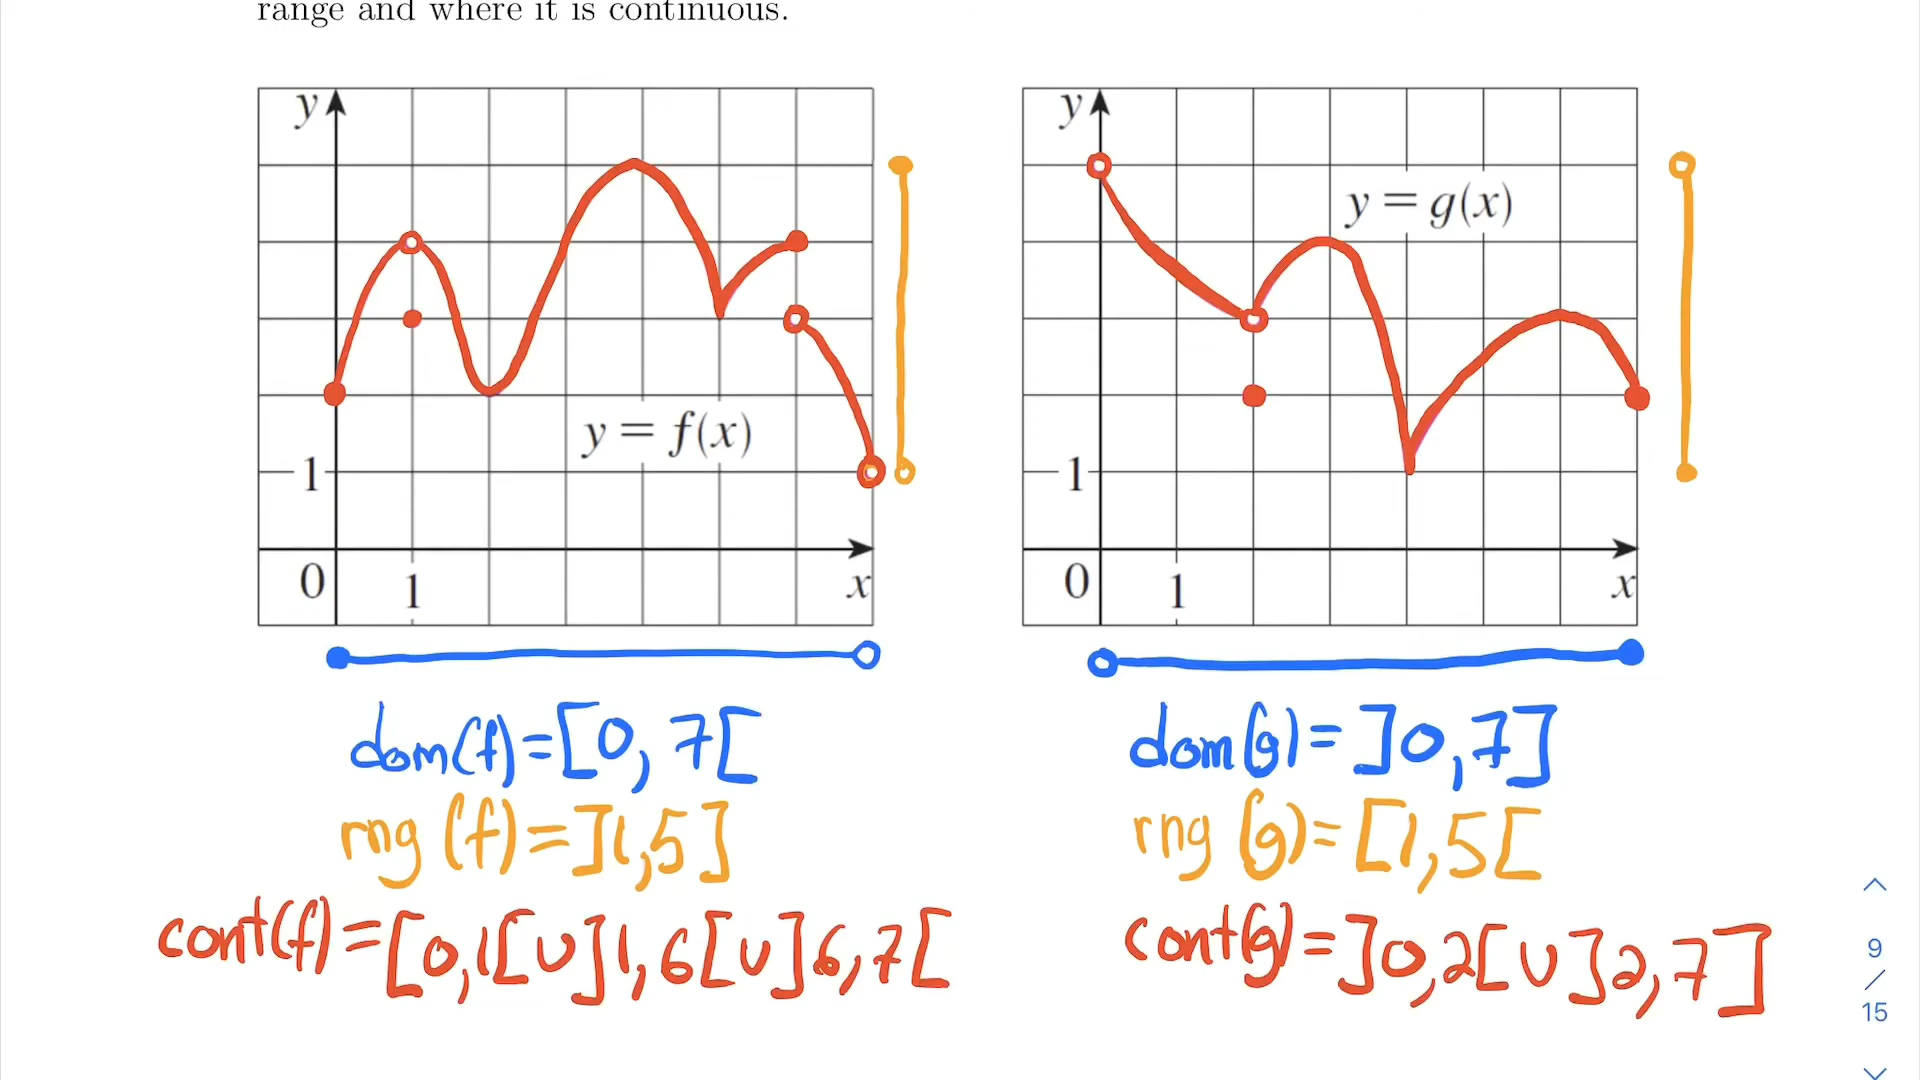 range and where it is continuous.
y
y = f(x)
1
0
1
x
dom(f) = [0, 7[
rng (f) = ]1,5]
cont(f) = [0,1[ U ]1,6[ U ]6,7[
y
y = g(x)
1
0
1
x
dom(g) = ]0,7]
rng (g) = [1,5[
cont(g) = ]0,2[ U ]2,7]
9
/
15